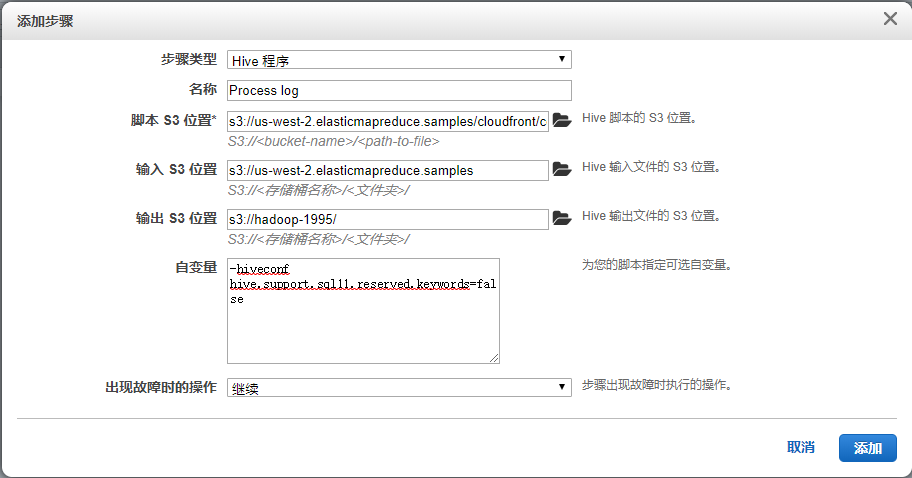 添加步骤
步骤类型 Hive 程序
名称 Process log
脚本 S3 位置* s3://us-west-2.elasticmapreduce.samples/cloudfront/c Hive 脚本的 S3 位置。
S3://<bucket-name>/<path-to-file>
输入 S3 位置 s3://us-west-2.elasticmapreduce.samples Hive 输入文件的 S3 位置。
S3://<存储桶名称>/<文件夹>/
输出 S3 位置 s3://hadoop-1995/ Hive 输出文件的 S3 位置。
S3://<存储桶名称>/<文件夹>/
自变量 -hiveconf 为您的脚本指定可选自变量。
hive.support.sql11.reserved.keywords=fal
se
出现故障时的操作 继续 步骤出现故障时执行的操作。
取消 添加